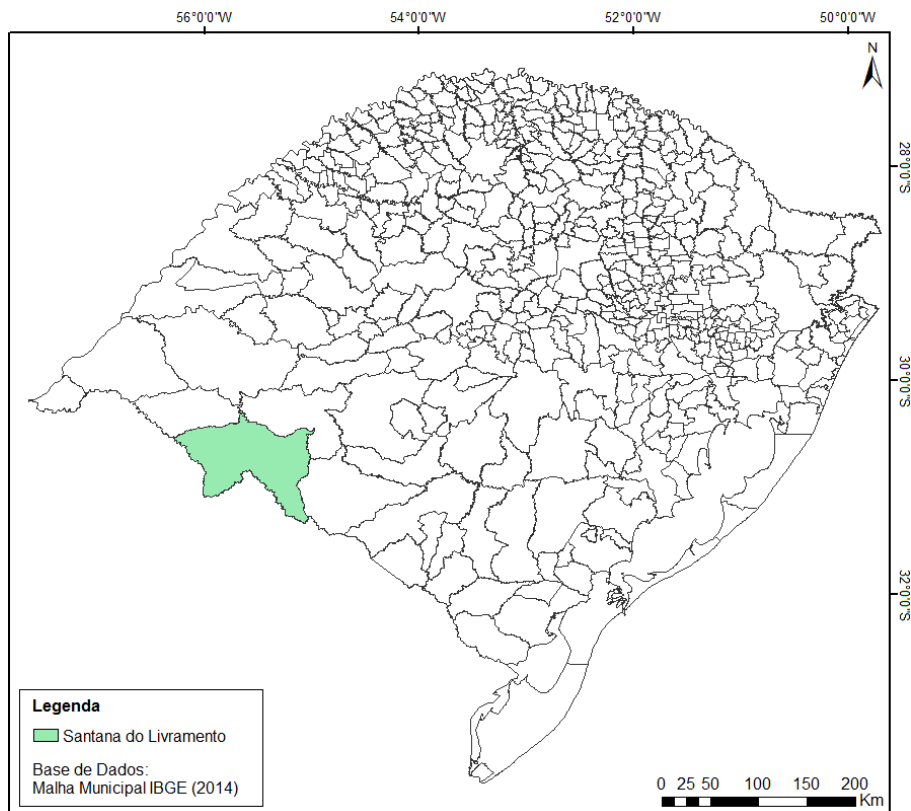 56°0'0"W 54°0'0"W 52°0'0"W 50°0'0"W
N
28°0'0"S
30°0'0"S
32°0'0"S
Legenda
Santana do Livramento
Base de Dados:
Malha Municipal IBGE (2014)
0 25 50 100 150 200
Km